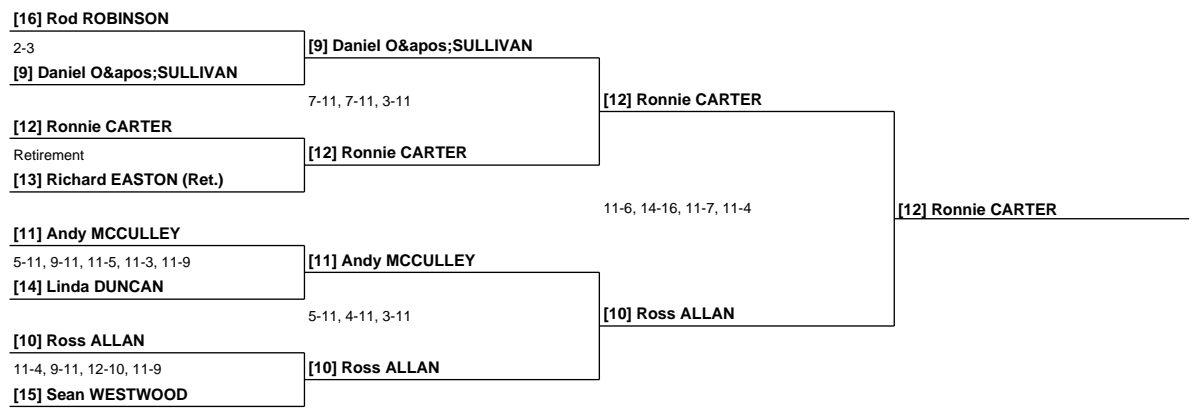 [16] Rod ROBINSON
2-3
[9] Daniel O&apos;SULLIVAN
[9] Daniel O&apos;SULLIVAN
7-11, 7-11, 3-11
[12] Ronnie CARTER
[12] Ronnie CARTER
Retirement
[12] Ronnie CARTER
[13] Richard EASTON (Ret.)
11-6, 14-16, 11-7, 11-4
[12] Ronnie CARTER
[11] Andy MCCULLEY
5-11, 9-11, 11-5, 11-3, 11-9
[11] Andy MCCULLEY
[14] Linda DUNCAN
5-11, 4-11, 3-11
[10] Ross ALLAN
[10] Ross ALLAN
11-4, 9-11, 12-10, 11-9
[10] Ross ALLAN
[15] Sean WESTWOOD